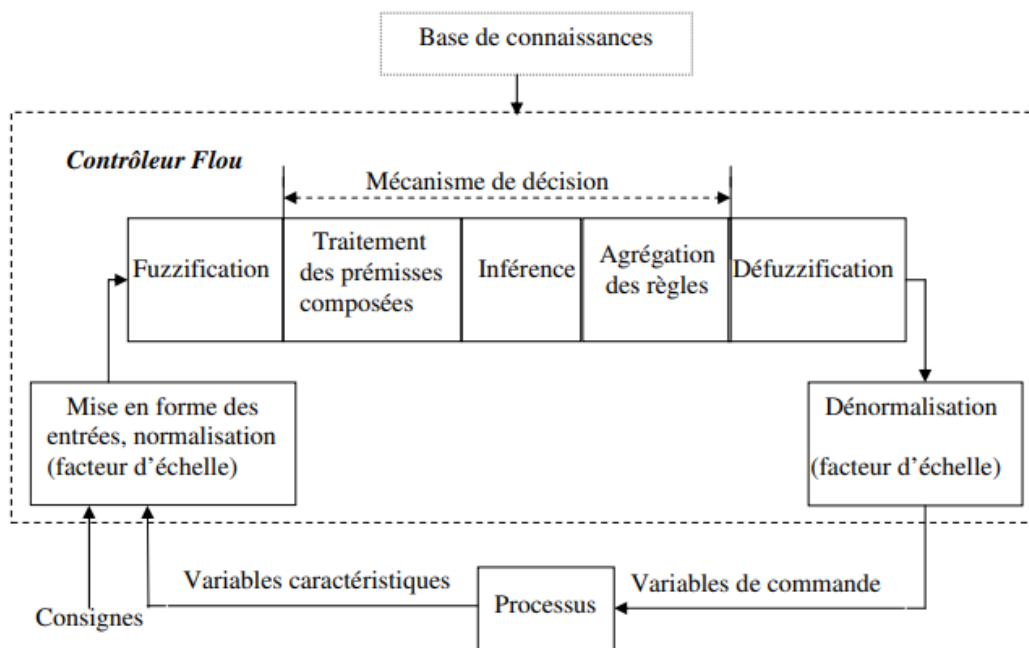 Base de connaissances
Contrôleur Flou
Mécanisme de décision
Fuzzification
Traitement
des prémisses
composées
Inférence
Agrégation
des règles
Défuzzification
Mise en forme des
entrées, normalisation
(facteur d'échelle)
Dénormalisation
(facteur d'échelle)
Variables caractéristiques
Variables de commande
Processus
Consignes